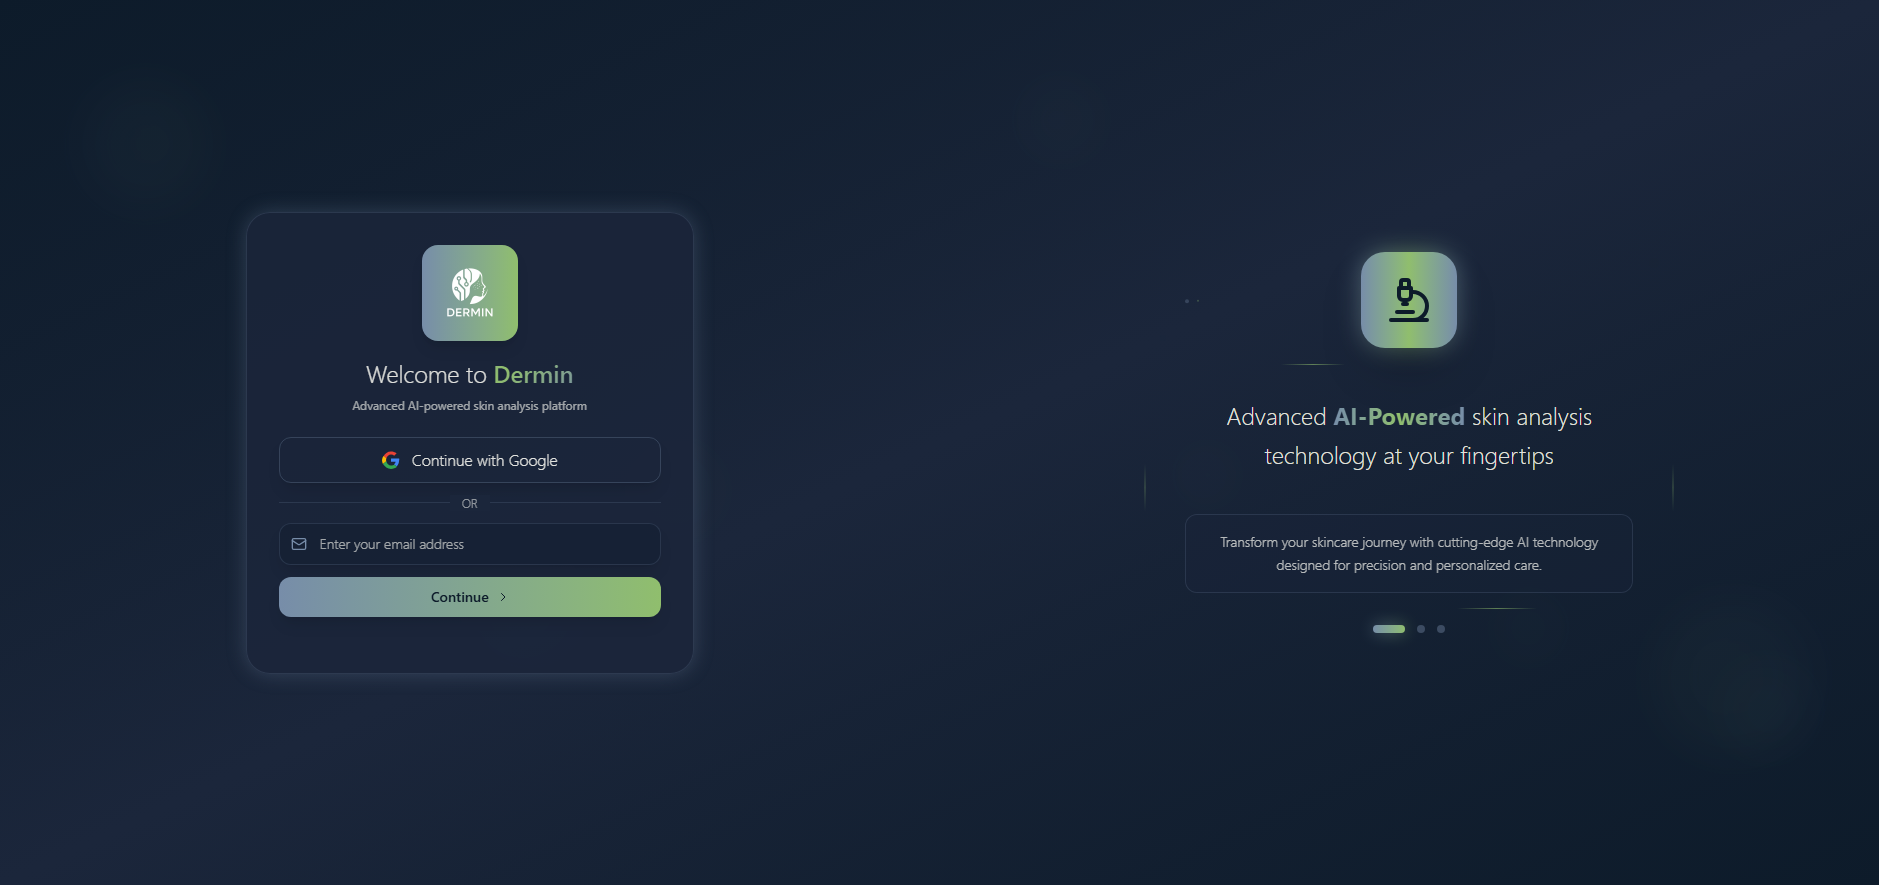 DERMIN
Welcome to Dermin
Advanced AI-powered skin analysis platform
Continue with Google
OR
Enter your email address
Continue
Advanced AI-Powered skin analysis
technology at your fingertips
Transform your skincare journey with cutting-edge AI technology
designed for precision and personalized care.